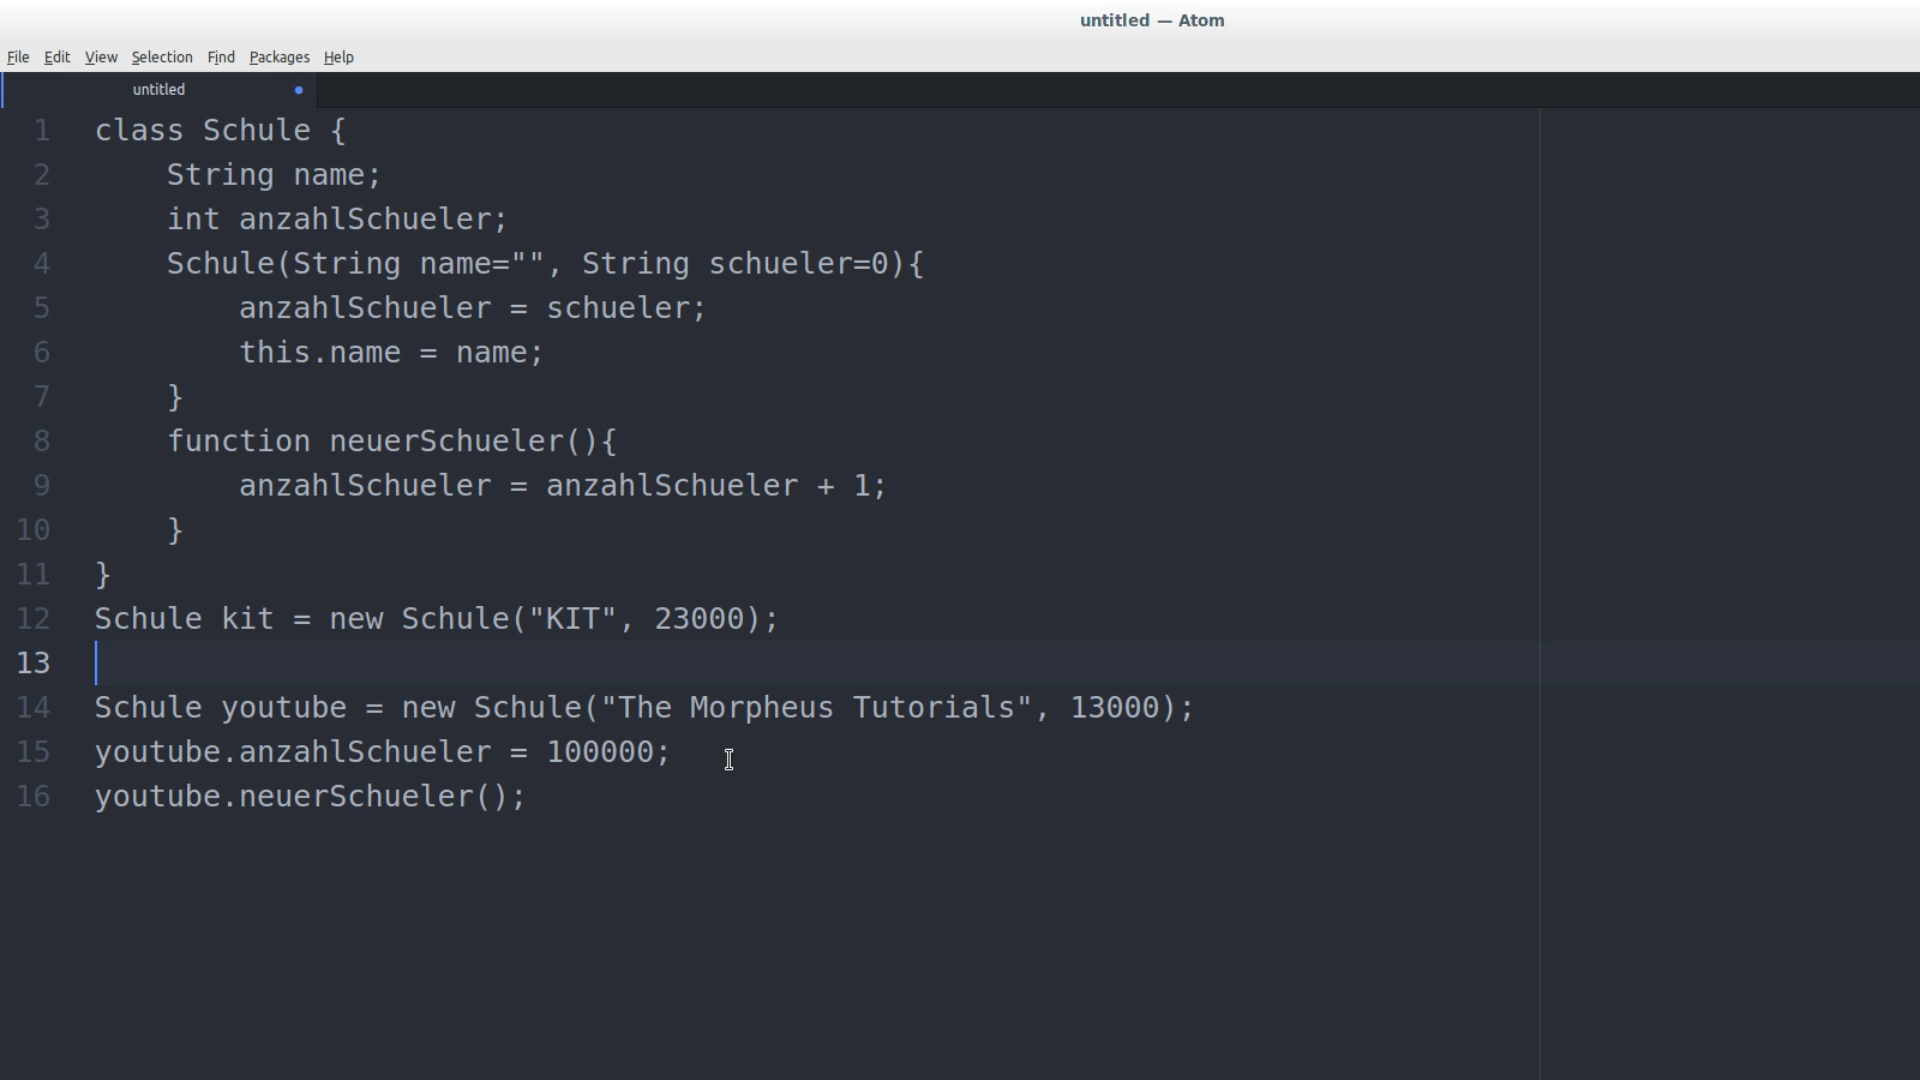 untitled — Atom
File Edit View Selection Find Packages Help
untitled
1 class Schule {
2 String name;
3 int anzahlSchueler;
4 Schule(String name="", String schueler=0){
5 anzahlSchueler = schueler;
6 this.name = name;
7 }
8 function neuerSchueler(){
9 anzahlSchueler = anzahlSchueler + 1;
10 }
11 }
12 Schule kit = new Schule("KIT", 23000);
13
14 Schule youtube = new Schule("The Morpheus Tutorials", 13000);
15 youtube.anzahlSchueler = 100000;
16 youtube.neuerSchueler();